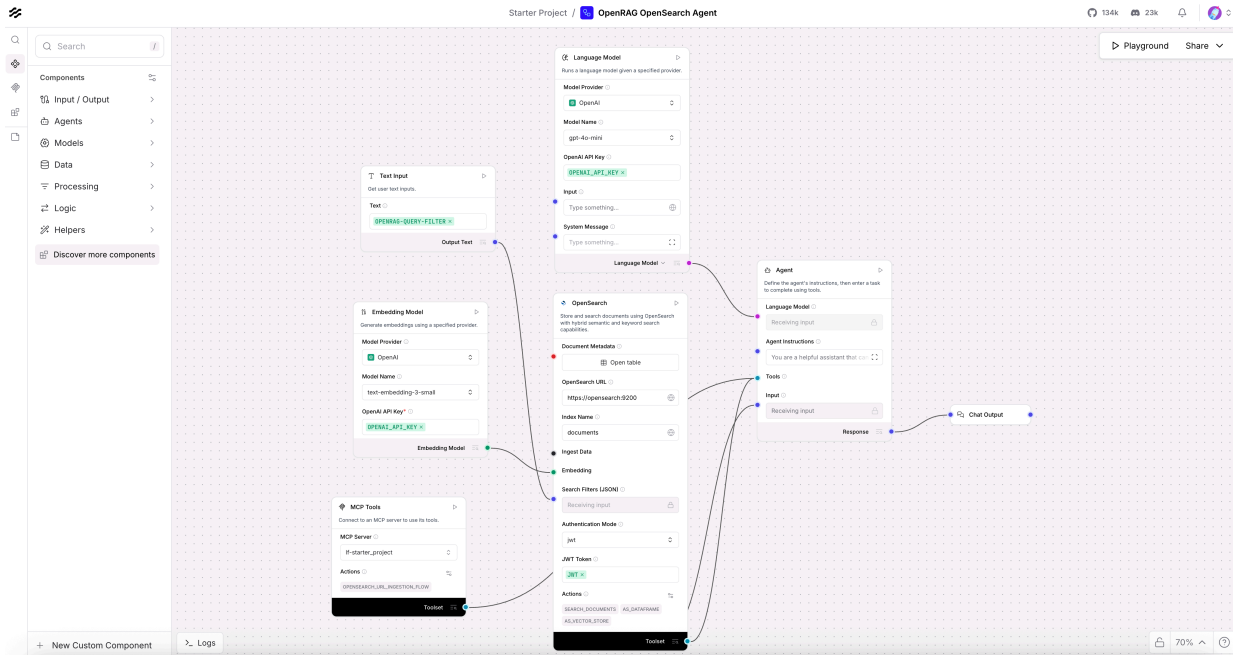 Starter Project / OpenRAG OpenSearch Agent
134k
23k
Search /
Components
Input / Output
Agents
Models
Data
Processing
Logic
Helpers
Discover more components
New Custom Component
>_ Logs
Playground
Share
70%
Text Input
Get user text inputs.
Text
OPENRAG-QUERY-FILTER ×
Output Text
Embedding Model
Generate embeddings using a specified provider.
Model Provider
OpenAI
Model Name
text-embedding-3-small
OpenAI API Key*
OPENAI_API_KEY ×
Embedding Model
MCP Tools
Connect to an MCP server to use its tools.
MCP Server
lf-starter_project
Actions
OPENSEARCH_URL_INGESTION_FLOW
Toolset
Language Model
Runs a language model given a specified provider.
Model Provider
OpenAI
Model Name
gpt-4o-mini
OpenAI API Key
OPENAI_API_KEY ×
Input
Type something...
System Message
Type something...
Language Model
OpenSearch
Store and search documents using OpenSearch
with hybrid semantic and keyword search
capabilities.
Document Metadata
Open table
OpenSearch URL
https://opensearch:9200
Index Name
documents
Ingest Data
Embedding
Search Filters (JSON)
Receiving input
Authentication Mode
jwt
JWT Token
JWT ×
Actions
SEARCH_DOCUMENTS AS_DATAFRAME
AS_VECTOR_STORE
Toolset
Agent
Define the agent's instructions, then enter a task
to complete using tools.
Language Model
Receiving input
Agent Instructions
You are a helpful assistant that
Tools
Input
Receiving input
Response
Chat Output